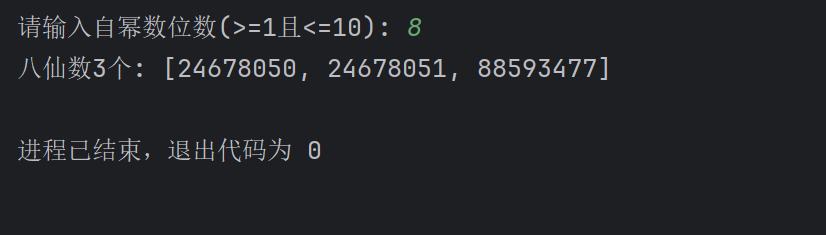 请输入自幂数位数(>=1且<=10): 8
八仙数3个: [24678050, 24678051, 88593477]
进程已结束，退出代码为 0